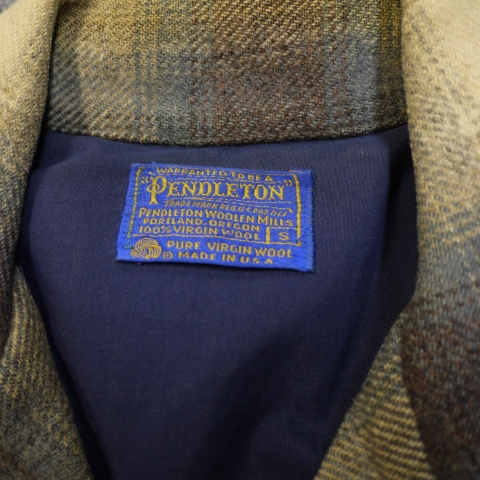 WARRANTED TO BE A
"PENDLETON"
TRADE MARK REG. U.S. PAT. OFF.
PENDLETON WOOLEN MILLS
PORTLAND, OREGON
100% VIRGIN WOOL S
PURE VIRGIN WOOL
MADE IN U.S.A.